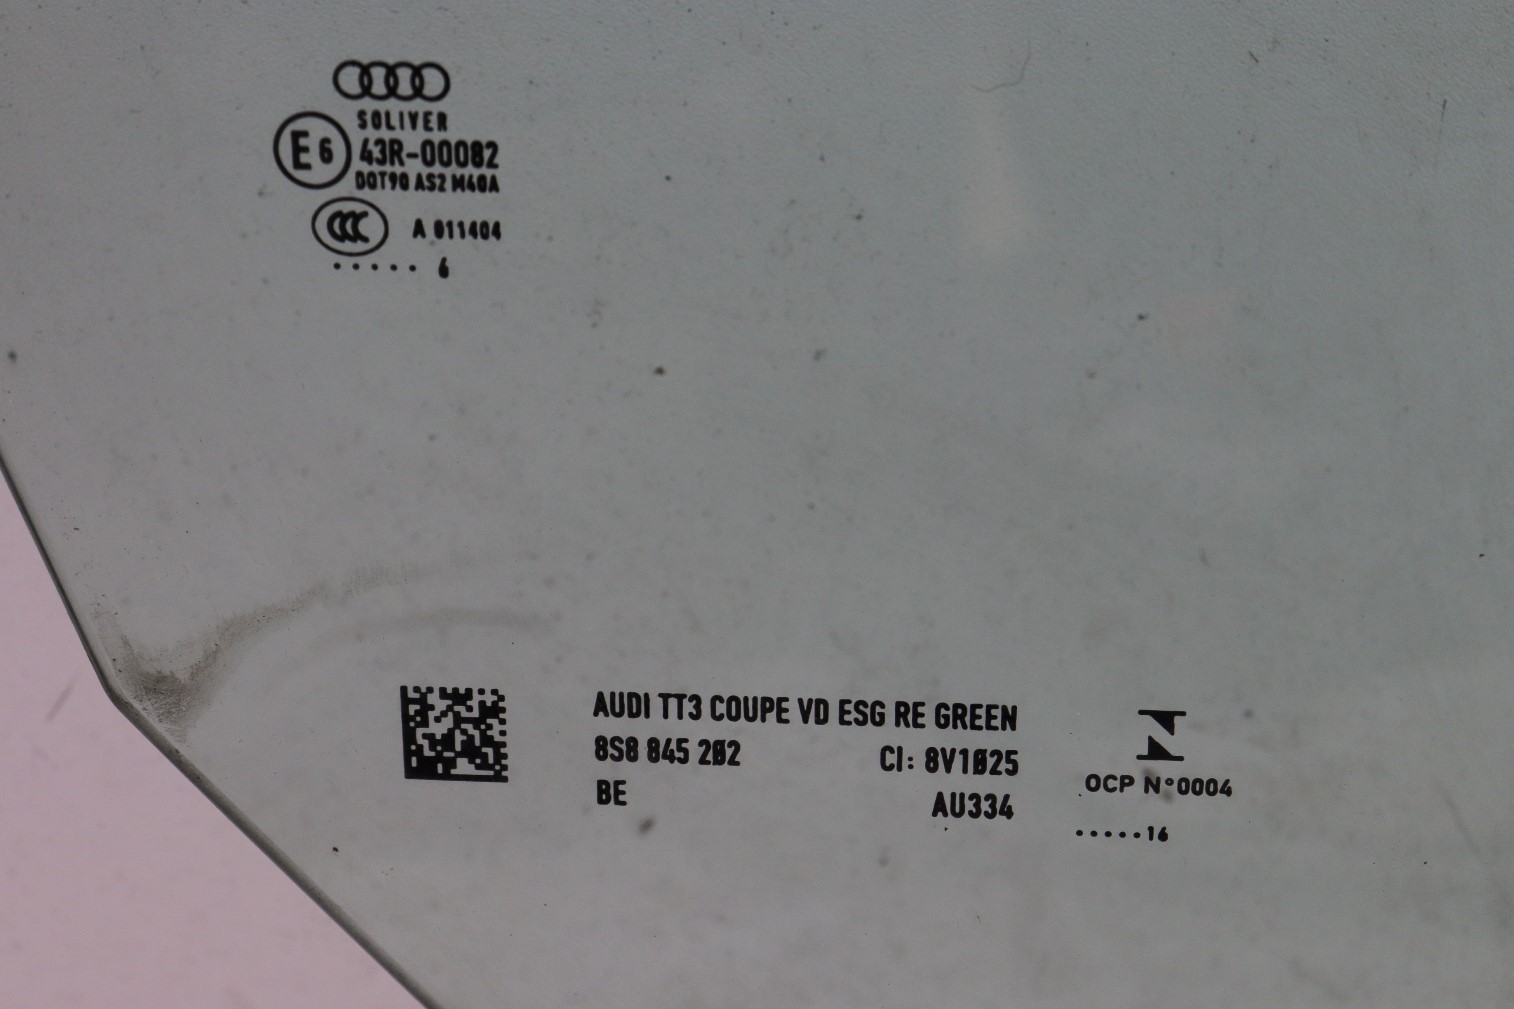 SOLIVER
E6 43R-00082
DOT90 AS2 M40A
CCC A 011404
..... 6
AUDI TT3 COUPE VD ESG RE GREEN
8S8 845 202 CI: 8V1025
BE AU334
OCP N°0004
.....16